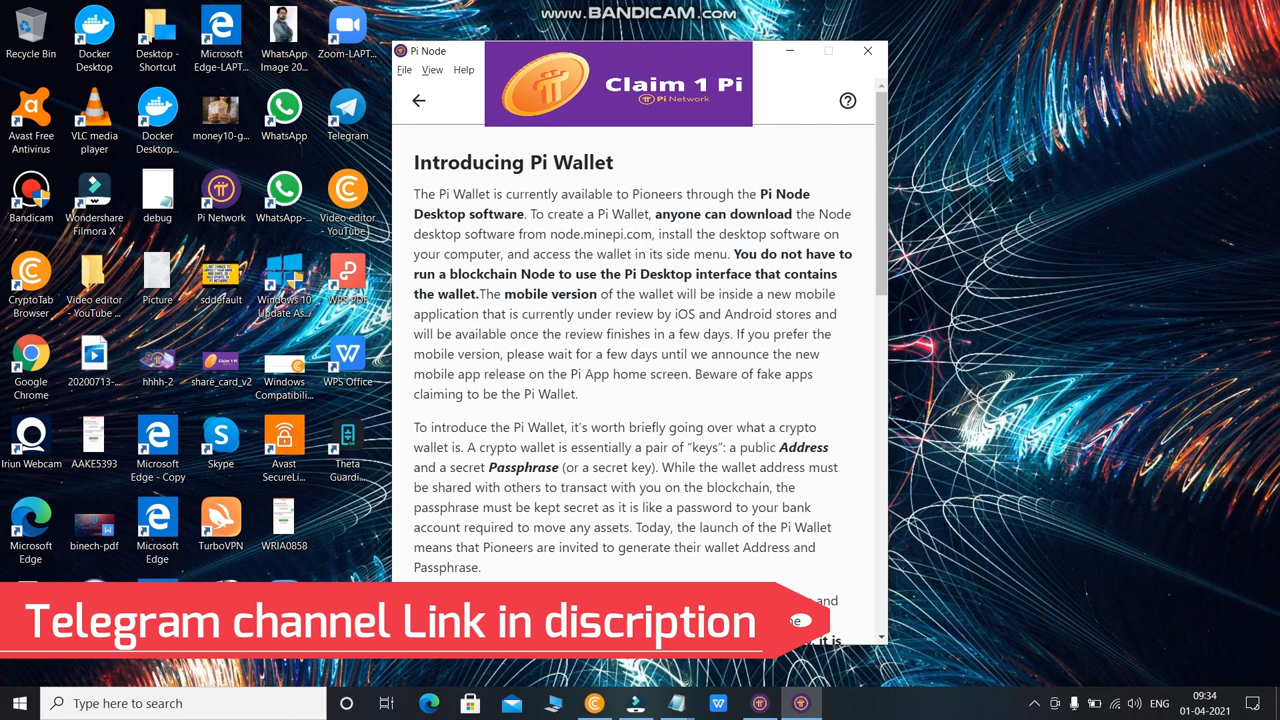 www.BANDICAM.com
Recycle Bin
Docker Desktop
Desktop - Shortcut
Microsoft Edge-LAPT...
WhatsApp Image 20...
Zoom-LAPT...
Avast Free Antivirus
VLC media player
Docker Desktop...
money10-g...
WhatsApp
Telegram
Bandicam
Wondershare Filmora X
debug
Pi Network
WhatsApp-...
Video editor - YouTube
CryptoTab Browser
Video editor - YouTube ...
Picture
sddefault
Windows 10 Update As...
WPS PDF
Google Chrome
20200713-...
hhhh-2
share_card_v2
Windows Compatibili...
WPS Office
Iriun Webcam
AAKE5393
Microsoft Edge - Copy
Skype
Avast SecureLi...
Theta Guardi...
Microsoft Edge
binech-pdf
Microsoft Edge
TurboVPN
WRIA0858
Pi Node
File View Help
Claim 1 Pi
Pi Network
Introducing Pi Wallet
The Pi Wallet is currently available to Pioneers through the Pi Node
Desktop software. To create a Pi Wallet, anyone can download the Node
desktop software from node.minepi.com, install the desktop software on
your computer, and access the wallet in its side menu. You do not have to
run a blockchain Node to use the Pi Desktop interface that contains
the wallet.The mobile version of the wallet will be inside a new mobile
application that is currently under review by iOS and Android stores and
will be available once the review finishes in a few days. If you prefer the
mobile version, please wait for a few days until we announce the new
mobile app release on the Pi App home screen. Beware of fake apps
claiming to be the Pi Wallet.
To introduce the Pi Wallet, it's worth briefly going over what a crypto
wallet is. A crypto wallet is essentially a pair of “keys”: a public Address
and a secret Passphrase (or a secret key). While the wallet address must
be shared with others to transact with you on the blockchain, the
passphrase must be kept secret as it is like a password to your bank
account required to move any assets. Today, the launch of the Pi Wallet
means that Pioneers are invited to generate their wallet Address and
Passphrase.
and
it is
Telegram channel Link in discription
Type here to search
ENG
09:34
01-04-2021